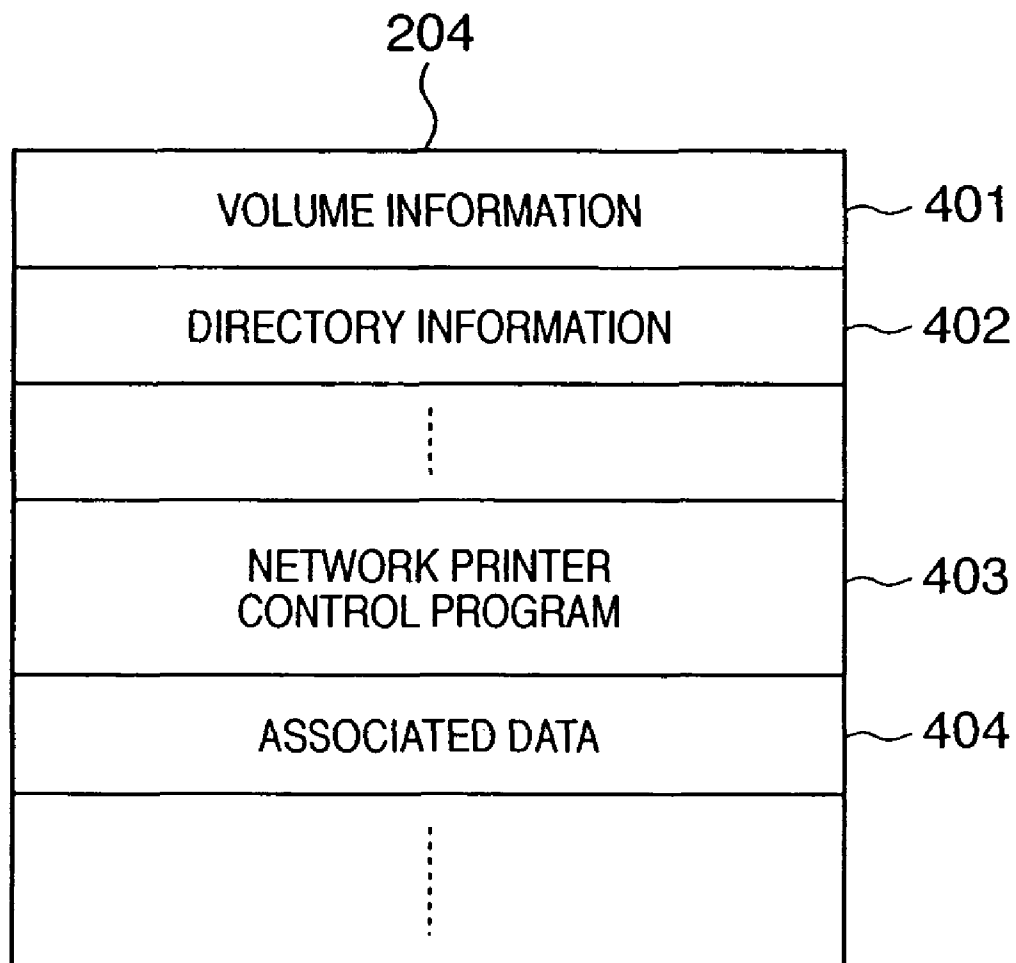 204
VOLUME INFORMATION
401
DIRECTORY INFORMATION
402
NETWORK PRINTER
CONTROL PROGRAM
403
ASSOCIATED DATA
404